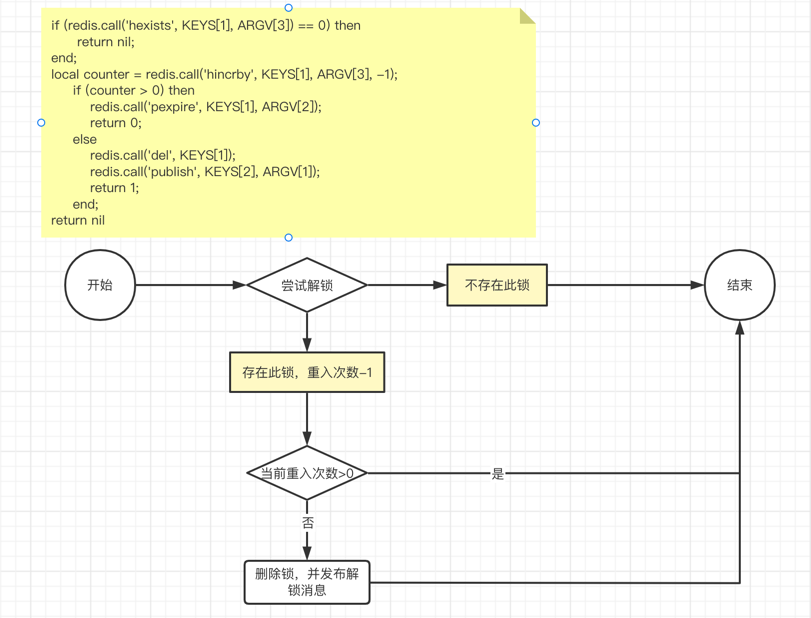 if (redis.call('hexists', KEYS[1], ARGV[3]) == 0) then
return nil;
end;
local counter = redis.call('hincrby', KEYS[1], ARGV[3], -1);
if (counter > 0) then
redis.call('pexpire', KEYS[1], ARGV[2]);
return 0;
else
redis.call('del', KEYS[1]);
redis.call('publish', KEYS[2], ARGV[1]);
return 1;
end;
return nil
开始
尝试解锁
不存在此锁
结束
存在此锁，重入次数-1
当前重入次数>0
是
否
删除锁，并发布解
锁消息